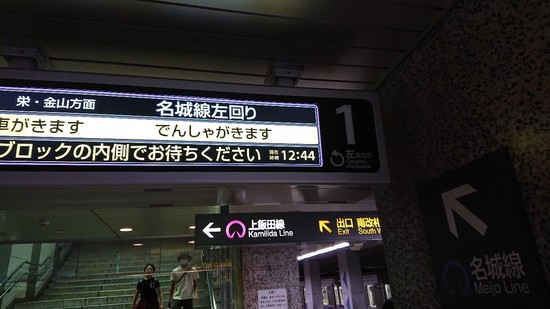 栄・金山方面 名城線左回り
車がきます でんしゃがきます
ブロックの内側でお待ちください 現在時刻 12:44
1
左まわり
Counter-clockwise
上飯田線 出口 南改札
Kamiiida Line Exit South W
名城線
Meijo Line